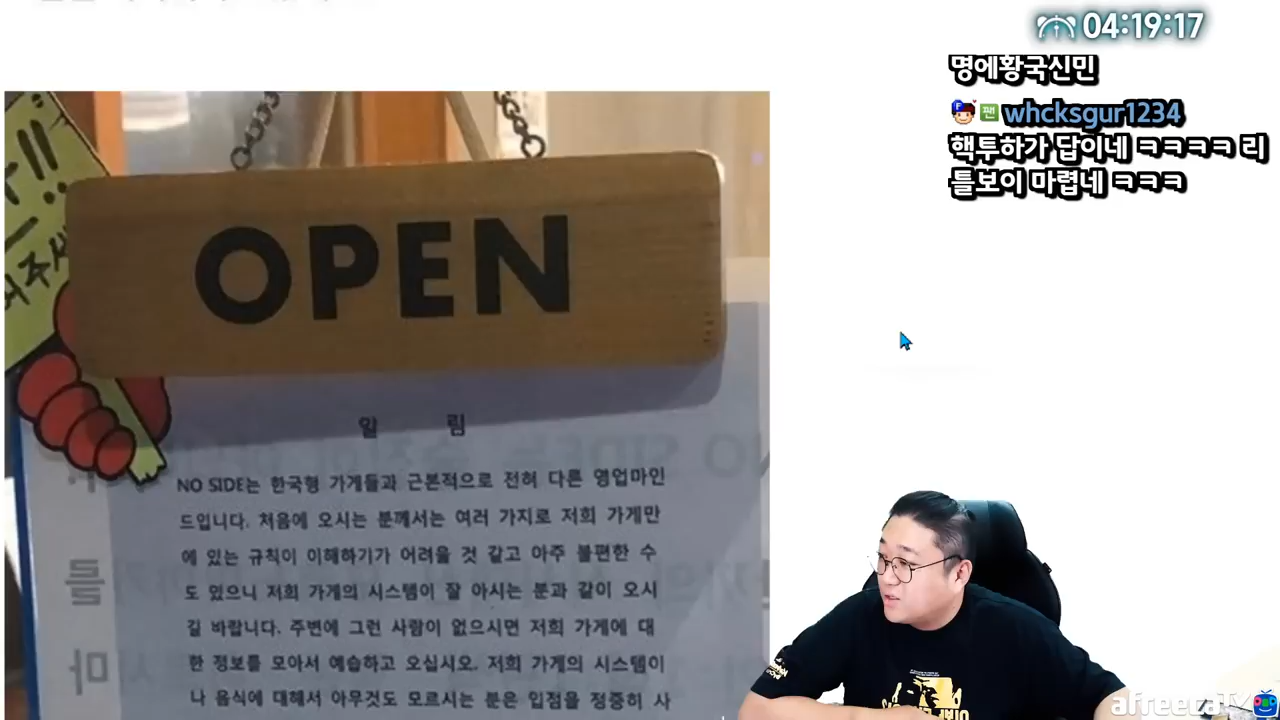 04:19:17
명에황국신민
팬 whcksgur1234
핵투하가 답이네 ㅋㅋㅋㅋ 리
틀보이 마렵네 ㅋㅋㅋ
OPEN
알 림
NO SIDE는 한국형 가게들과 근본적으로 전혀 다른 영업마인
드입니다. 처음에 오시는 분께서는 여러 가지로 저희 가게만
에 있는 규칙이 이해하기가 어려울 것 같고 아주 불편한 수
도 있으니 저희 가게의 시스템이 잘 아시는 분과 같이 오시
길 바랍니다. 주변에 그런 사람이 없으시면 저희 가게에 대
한 정보를 모아서 예습하고 오십시오. 저희 가게의 시스템이
나 음식에 대해서 아무것도 모르시는 분은 입점을 정중히 사
afreecaTV